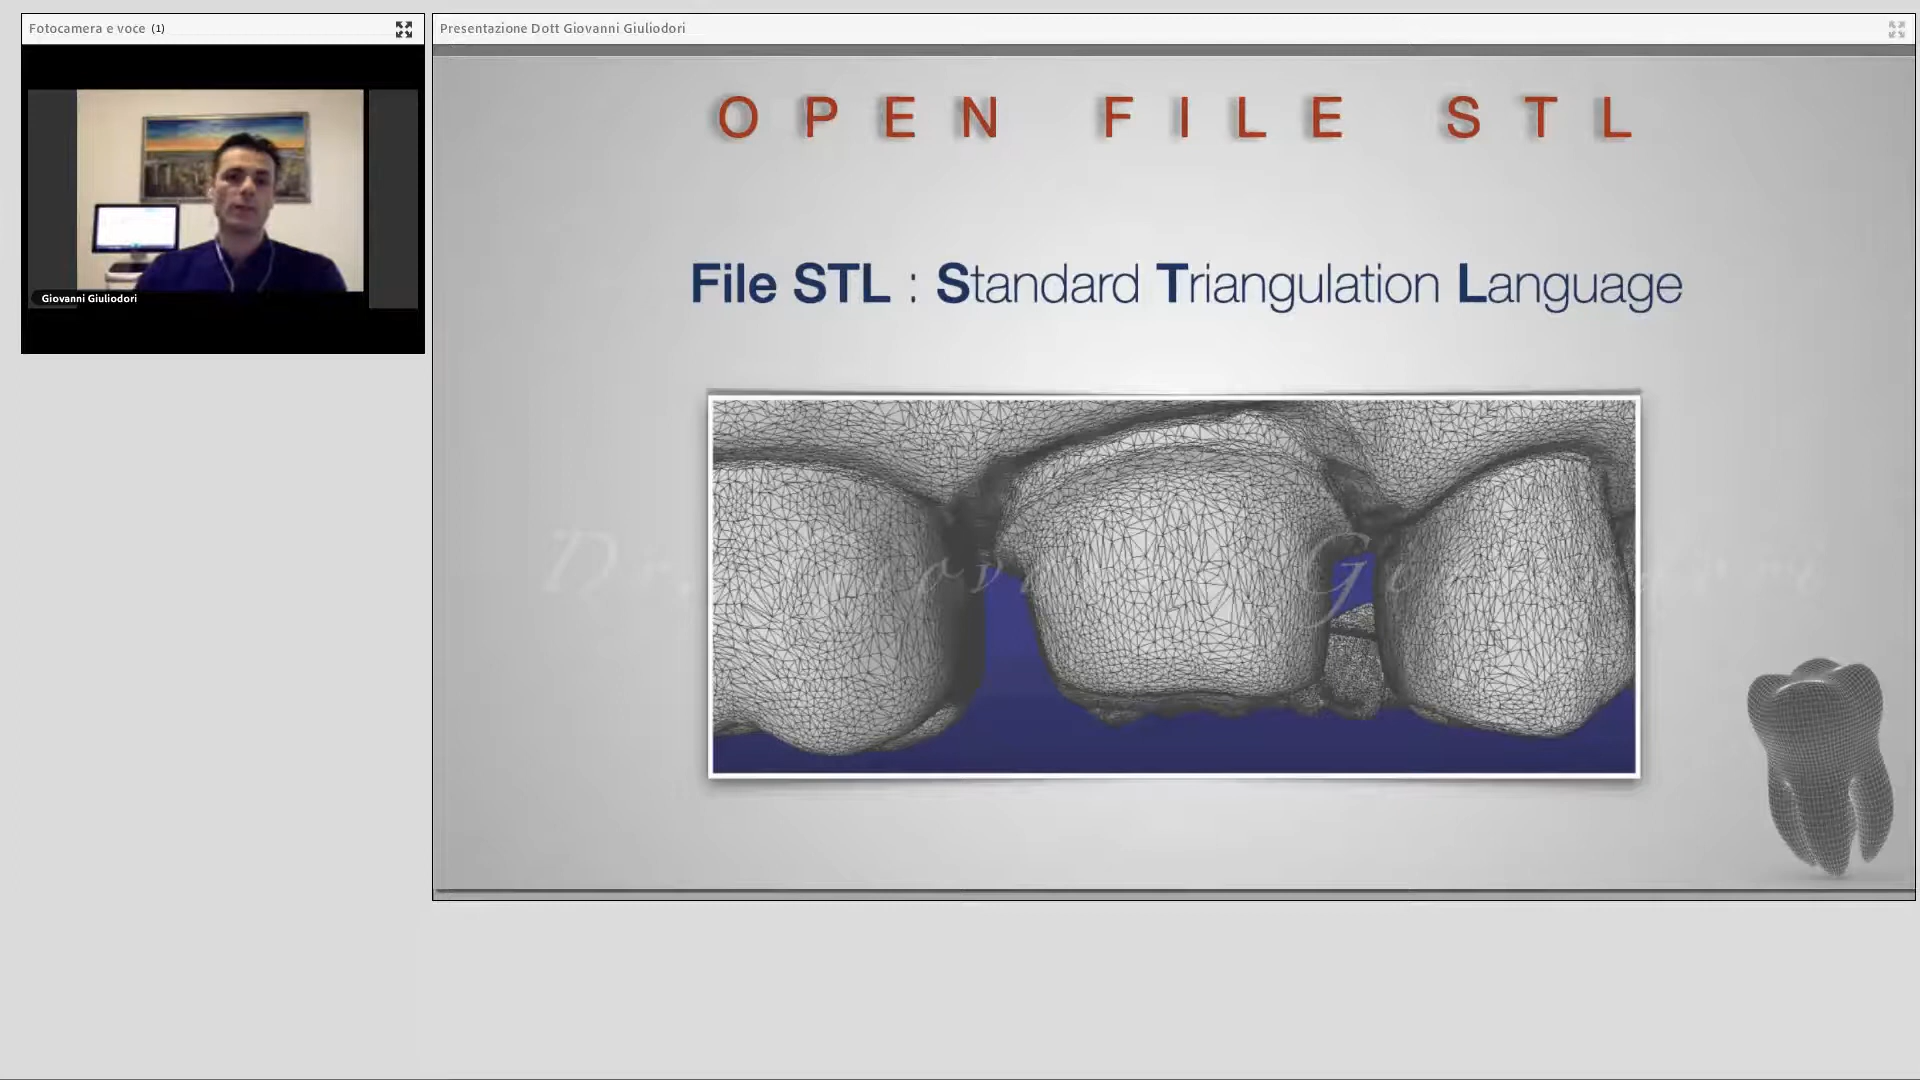 Fotocamera e voce (1)
Presentazione Dott Giovanni Giuliodori
OPEN FILE STL
File STL : Standard Triangulation Language
Giovanni Giuliodori